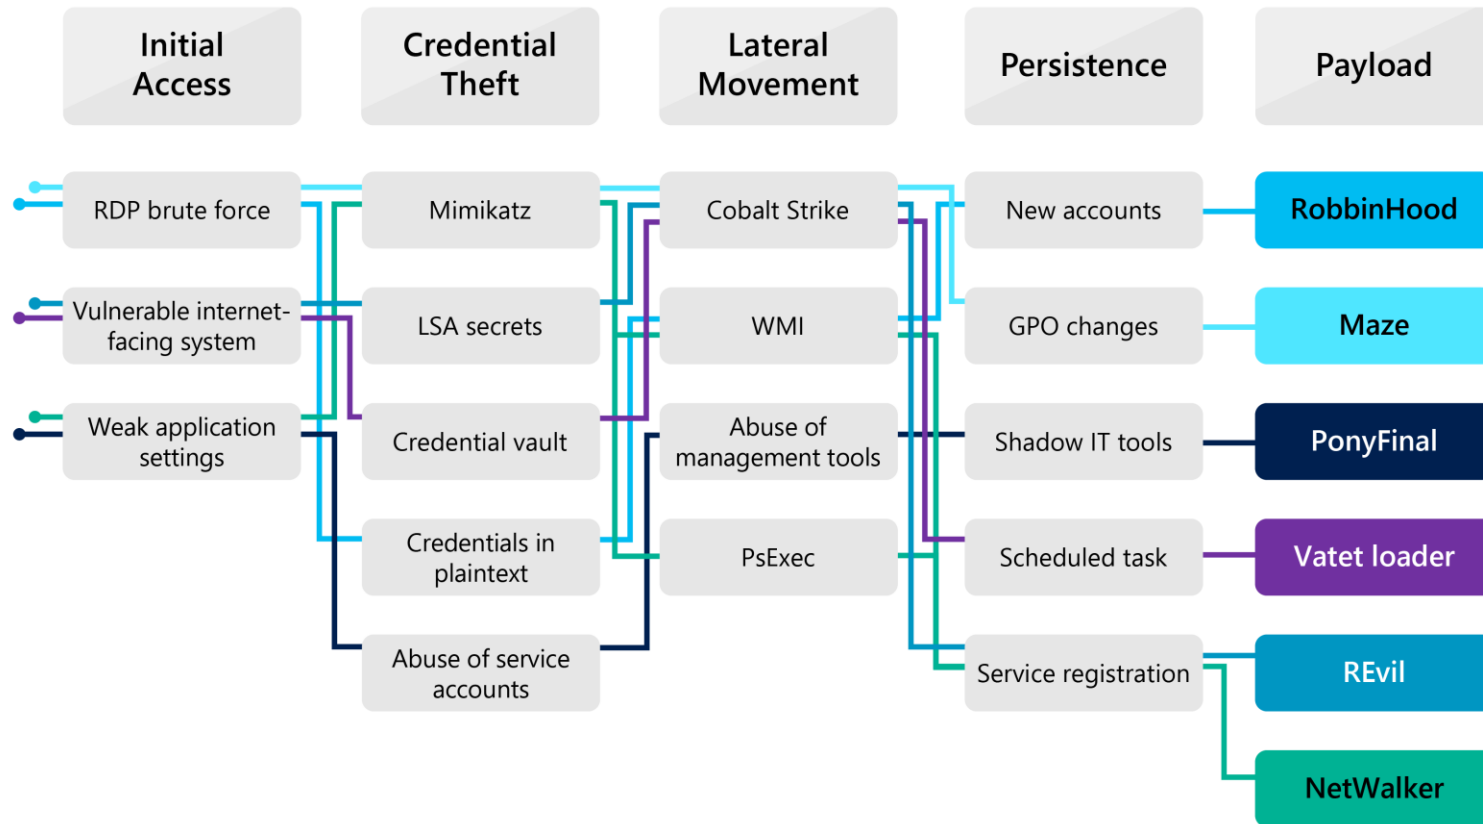 Initial
Access
Credential
Theft
Lateral
Movement
Persistence
Payload
RDP brute force
Mimikatz
Cobalt Strike
New accounts
RobbinHood
Vulnerable internet-
facing system
LSA secrets
WMI
GPO changes
Maze
Weak application
settings
Credential vault
Abuse of
management tools
Shadow IT tools
PonyFinal
Credentials in
plaintext
PsExec
Scheduled task
Vatet loader
Abuse of service
accounts
Service registration
REvil
NetWalker